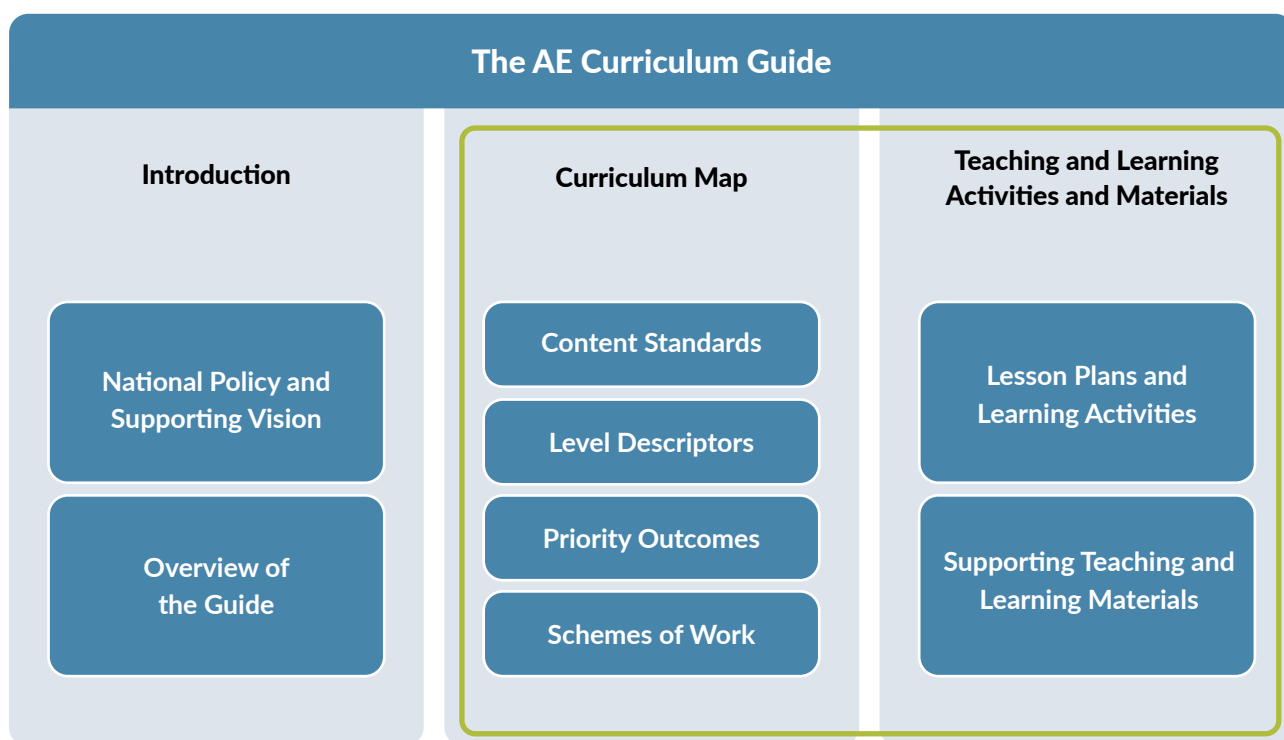 The AE Curriculum Guide
Introduction
National Policy and
Supporting Vision
Overview of
the Guide
Curriculum Map
Content Standards
Level Descriptors
Priority Outcomes
Schemes of Work
Teaching and Learning
Activities and Materials
Lesson Plans and
Learning Activities
Supporting Teaching and
Learning Materials